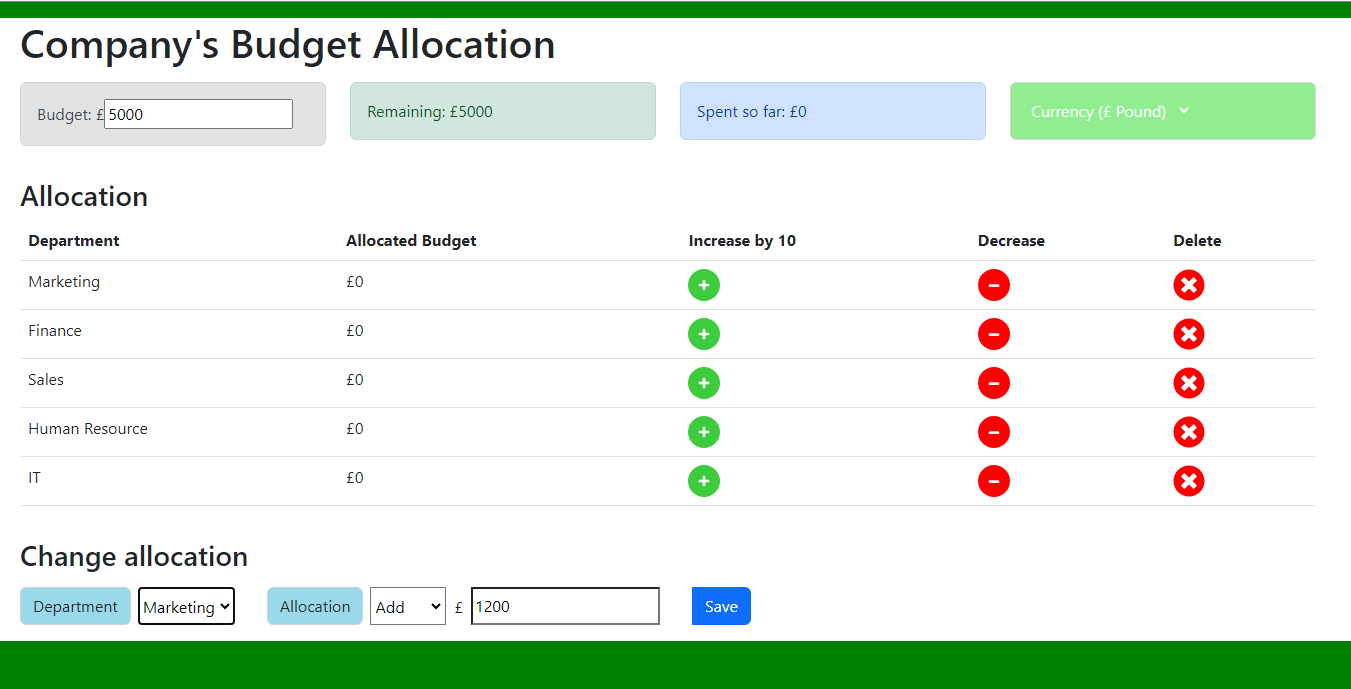 Company's Budget Allocation
Budget: £ 5000 Remaining: £5000 Spent so far: £0 Currency (£ Pound)
Allocation
Department Allocated Budget Increase by 10 Decrease Delete
Marketing £0
Finance £0
Sales £0
Human Resource £0
IT £0
Change allocation
Department Marketing Allocation Add £ 1200 Save